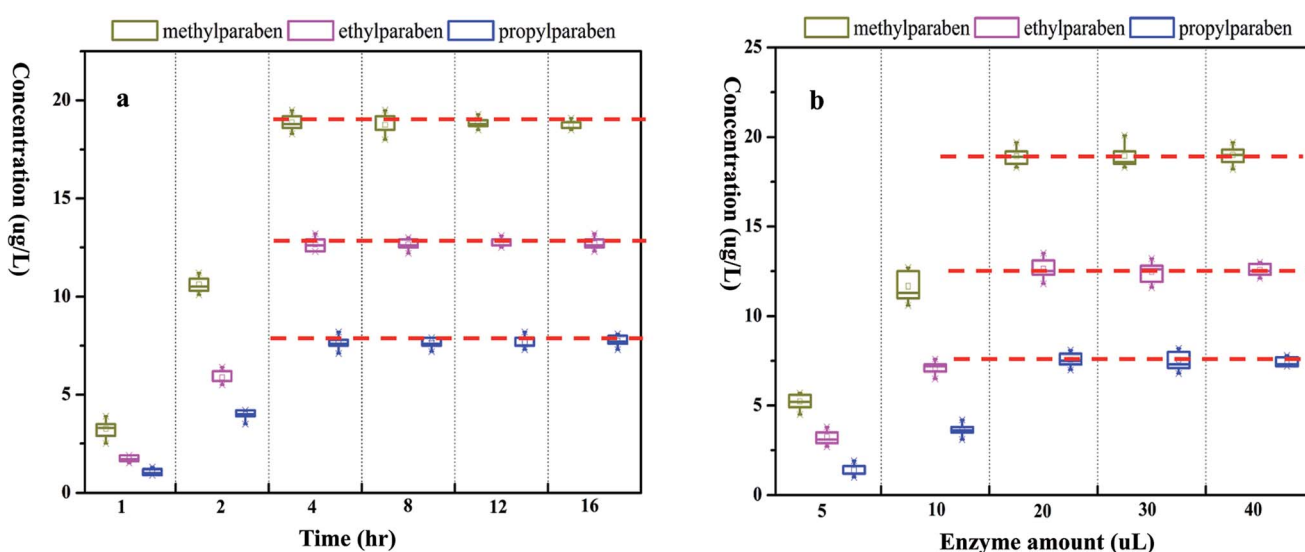 methylparaben ethylparaben propylparaben
a
Concentration (ug/L)
20
15
10
5
0
1 2 4 8 12 16
Time (hr)
methylparaben ethylparaben propylparaben
b
Concentration (ug/L)
25
20
15
10
5
0
5 10 20 30 40
Enzyme amount (uL)